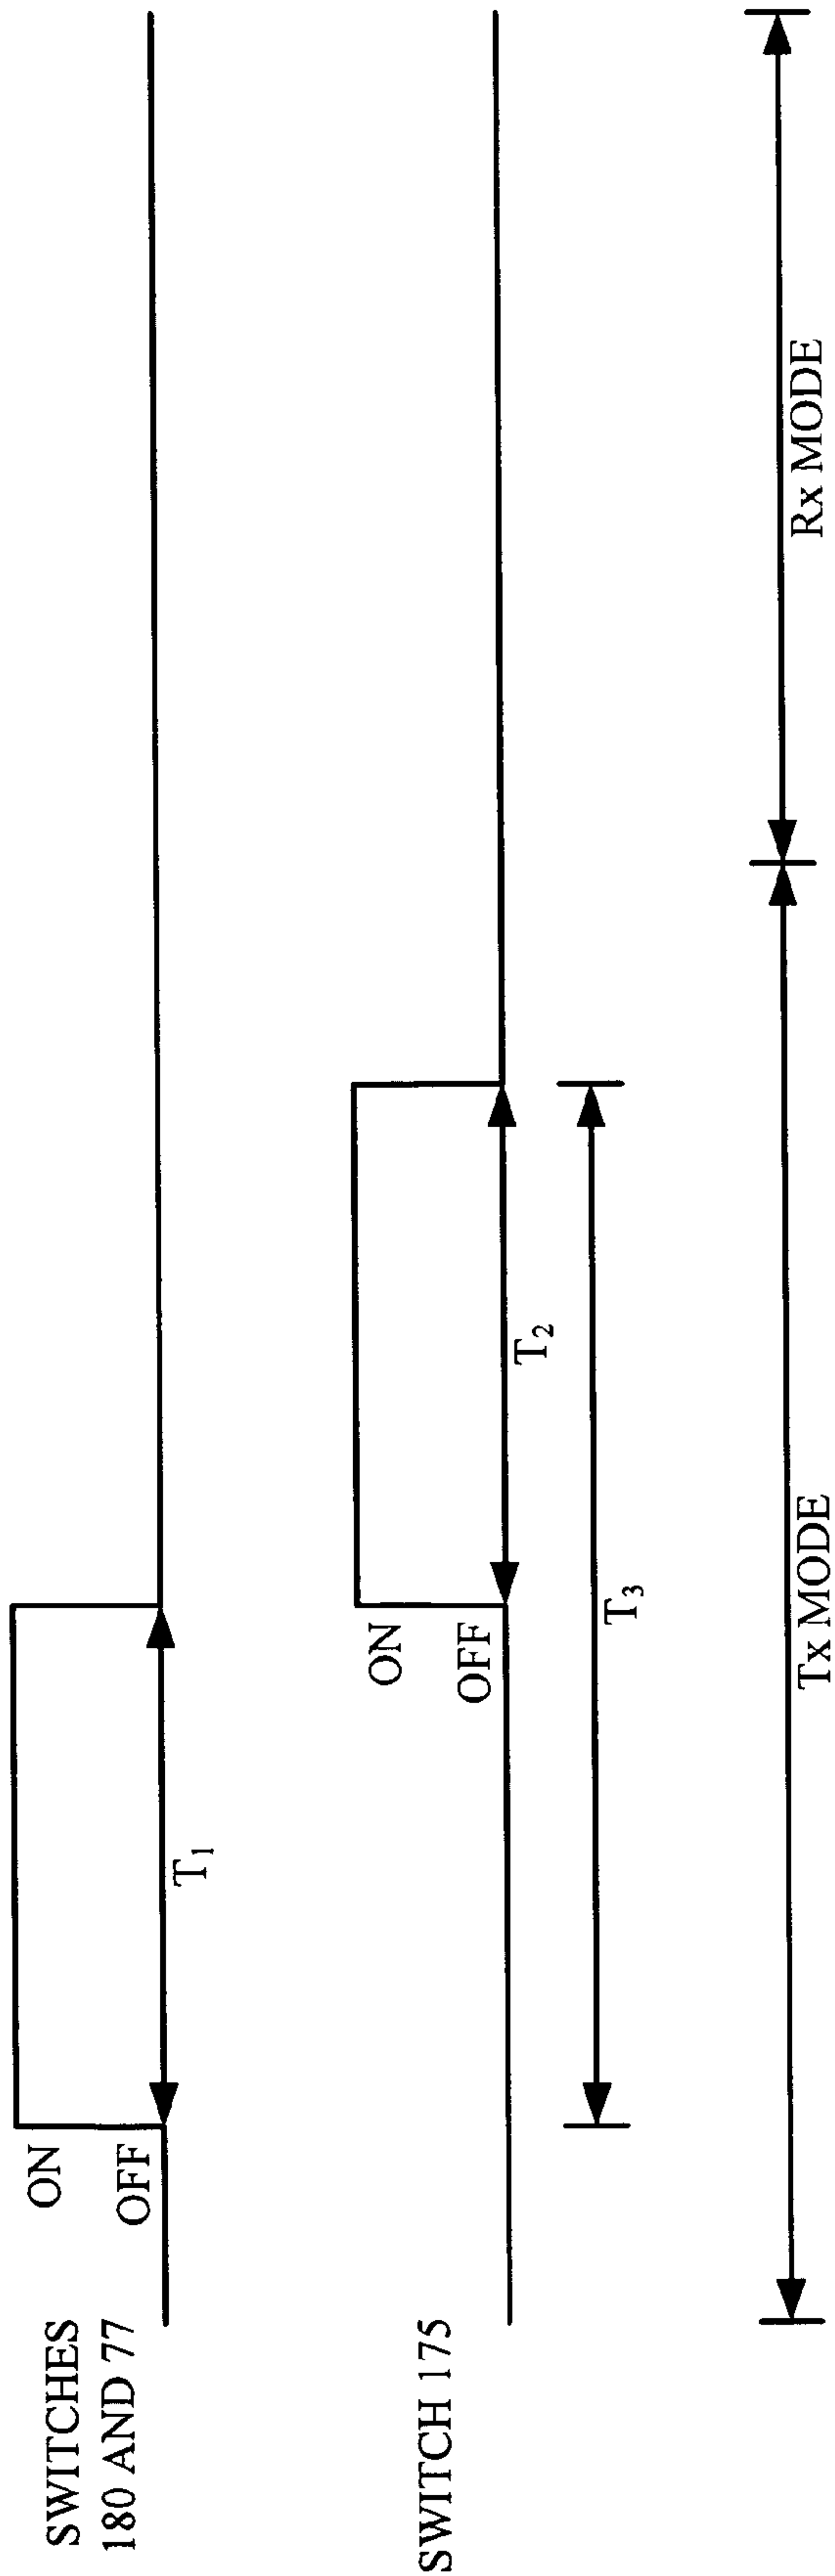 SWITCHES
180 AND 77
ON
OFF
T₁
SWITCH 175
ON
OFF
T₂
T₃
Tx MODE
Rx MODE